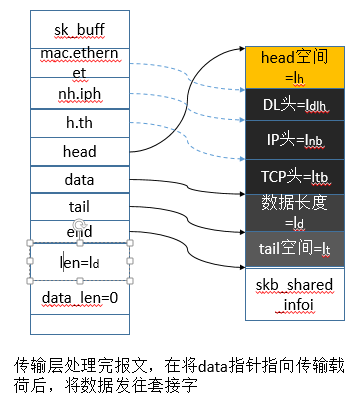 sk_buff
mac.ethern
et
nh.iph
h.th
head
data
tail
end
len=ld
data_len=0
head空间
=lh
DL头=ldlh
IP头=lnb
TCP头=ltb
数据长度
=ld
tail空间=lt
skb_shared
_infoi
传输层处理完报文，在将data指针指向传输载
荷后，将数据发往套接字